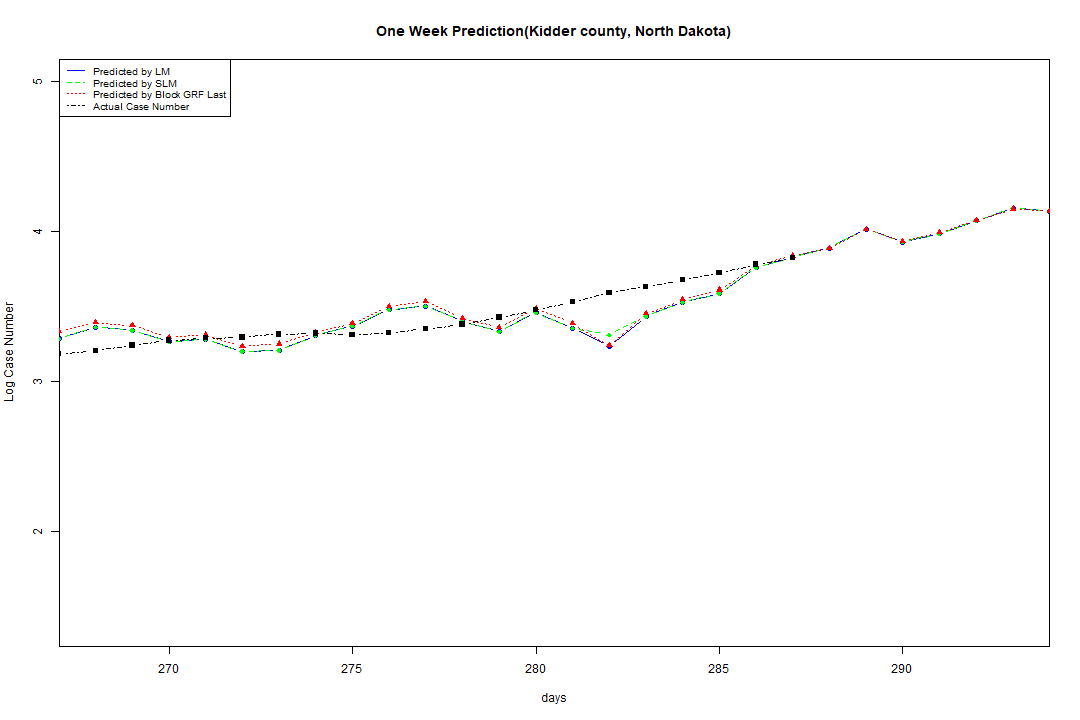 One Week Prediction(Kidder county, North Dakota)
Predicted by LM
Predicted by SLM
Predicted by Block GRF Last
Actual Case Number
5
4
3
2
Log Case Number
270 275 280 285 290
days